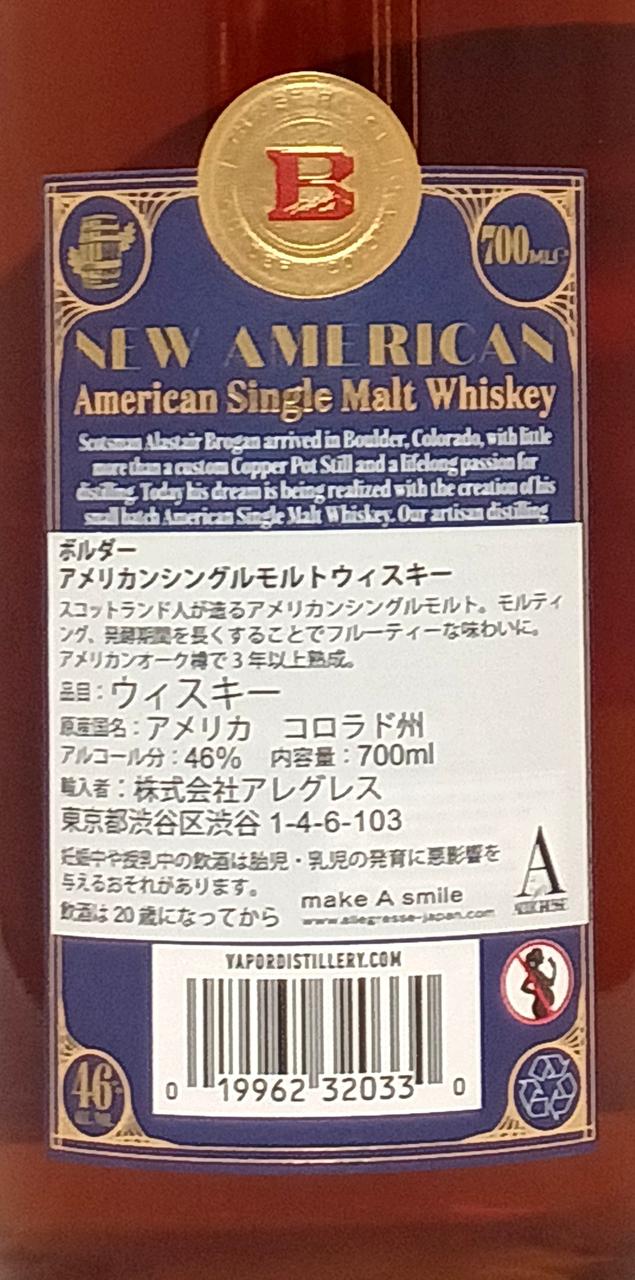 B
700ML
NEW AMERICAN
American Single Malt Whiskey
Scotsman Alastair Brogan arrived in Boulder, Colorado, with little
more than a custom Copper Pot Still and a lifelong passion for
distilling. Today his dream is being realized with the creation of his
small batch American Single Malt Whiskey. Our artisan distilling
ボルダー
アメリカンシングルモルトウィスキー
スコットランド人が造るアメリカンシングルモルト。モルティ
ング、発酵期間を長くすることでフルーティーな味わいに。
アメリカンオーク樽で3年以上熟成。
品目：ウィスキー
原産国名：アメリカ　コロラド州
アルコール分：46%　内容量：700ml
輸入者：株式会社アレグレス
東京都渋谷区渋谷 1-4-6-103
妊娠中や授乳中の飲酒は胎児・乳児の発育に悪影響を
与えるおそれがあります。
飲酒は20歳になってから
make A smile
www.allegresse-japan.com
A
ALLEGRESSE
VAPORDISTILLERY.COM
0 19962 32033 0
46%